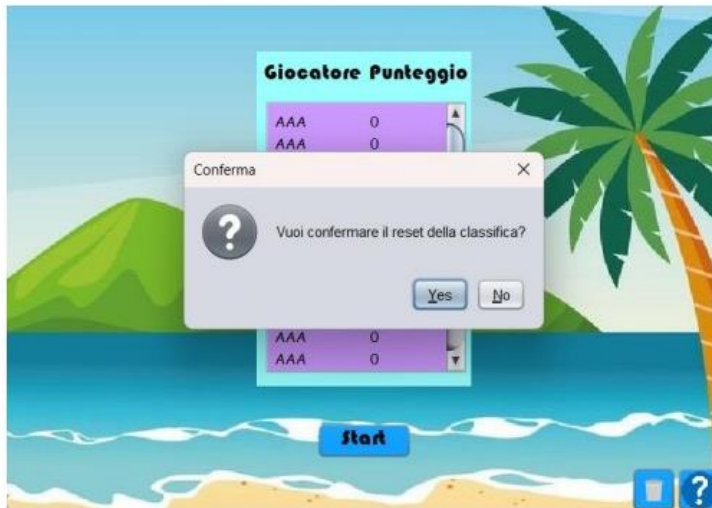 Giocatore Punteggio
AAA 0
AAA 0
Conferma
Vuoi confermare il reset della classifica?
Yes No
AAA 0
AAA 0
Start
?